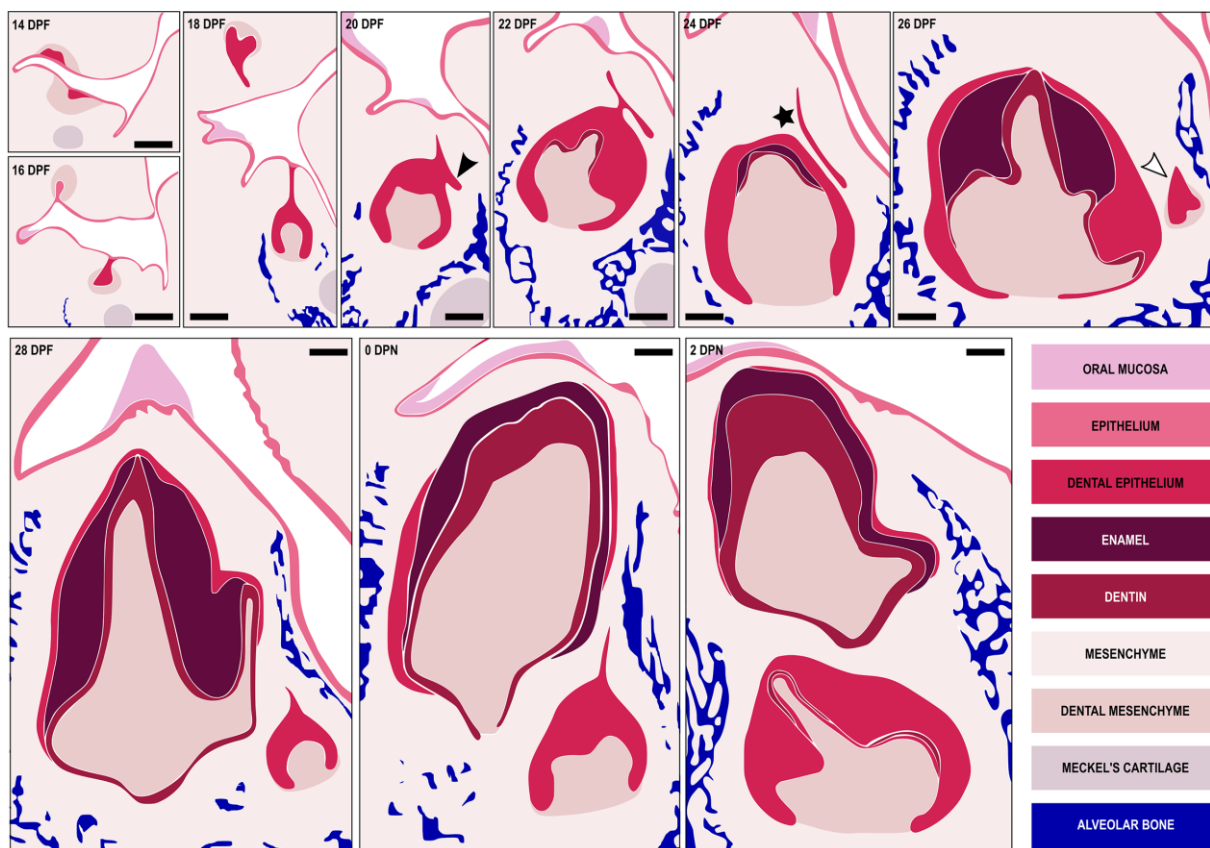 14 DPF
16 DPF
18 DPF
20 DPF
22 DPF
24 DPF
26 DPF
28 DPF
0 DPN
2 DPN
ORAL MUCOSA
EPITHELIUM
DENTAL EPITHELIUM
ENAMEL
DENTIN
MESENCHYME
DENTAL MESENCHYME
MECKEL'S CARTILAGE
ALVEOLAR BONE